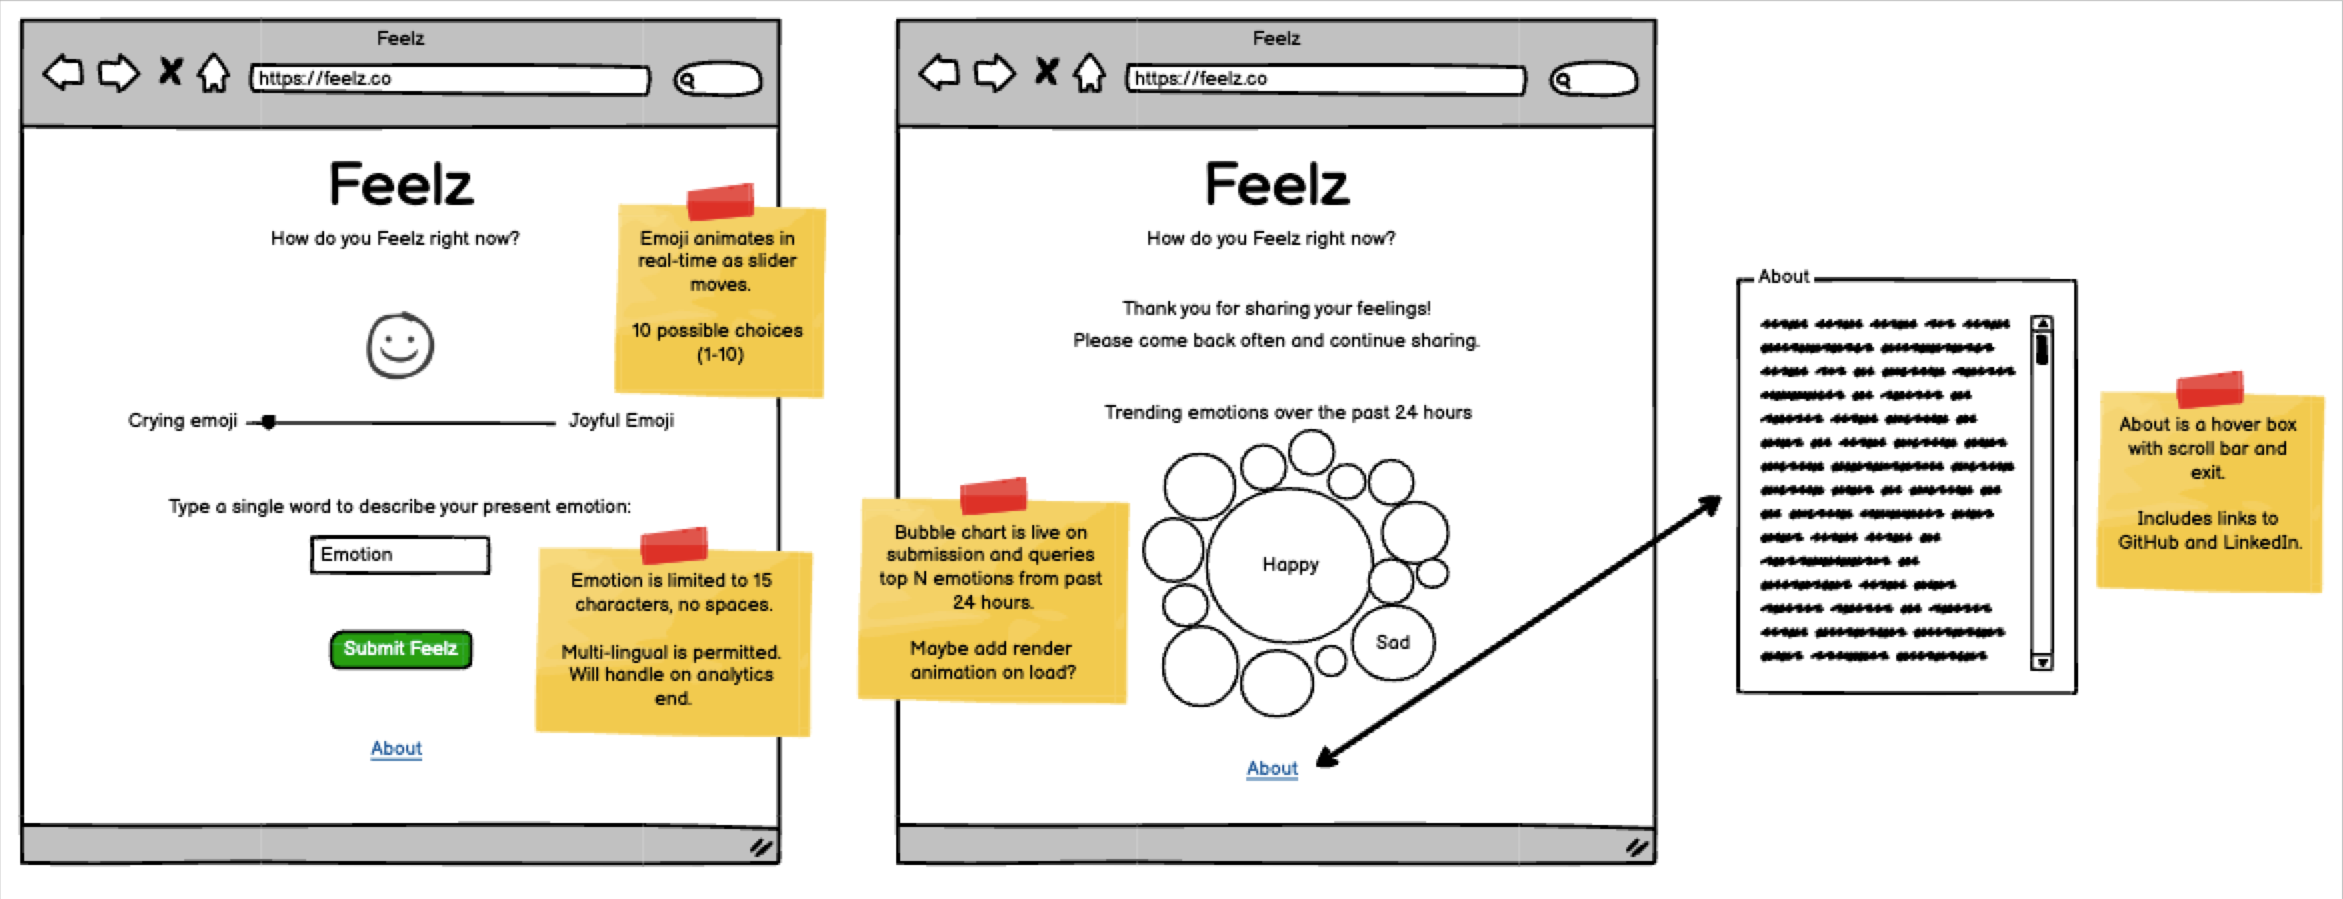 Feelz
https://feelz.co
Feelz
How do you Feelz right now?
Emoji animates in
real-time as slider
moves.
10 possible choices
(1-10)
Crying emoji
Joyful Emoji
Type a single word to describe your present emotion:
Emotion
Emotion is limited to 15
characters, no spaces.
Multi-lingual is permitted.
Will handle on analytics
end.
Submit Feelz
About
Feelz
https://feelz.co
Feelz
How do you Feelz right now?
Thank you for sharing your feelings!
Please come back often and continue sharing.
Trending emotions over the past 24 hours
Happy
Sad
Bubble chart is live on
submission and queries
top N emotions from past
24 hours.
Maybe add render
animation on load?
About
About
About is a hover box
with scroll bar and
exit.
Includes links to
GitHub and LinkedIn.